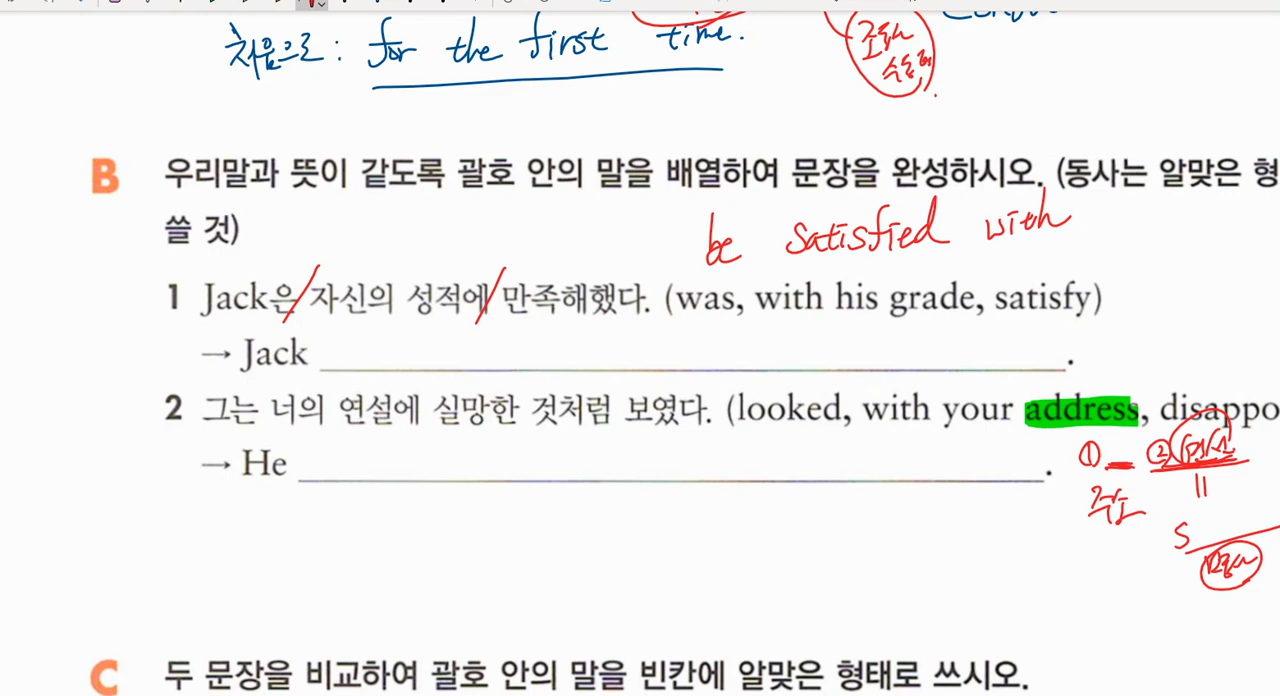 처음으로 : for the first time.
조동사
수동태
B 우리말과 뜻이 같도록 괄호 안의 말을 배열하여 문장을 완성하시오. (동사는 알맞은 형
쓸 것)
be satisfied with
1 Jack은/자신의 성적에/만족해했다. (was, with his grade, satisfy)
→ Jack .
2 그는 너의 연설에 실망한 것처럼 보였다. (looked, with your address, disappo
→ He .
① ② 연설
주소 =
S
C 두 문장을 비교하여 괄호 안의 말을 빈칸에 알맞은 형태로 쓰시오.